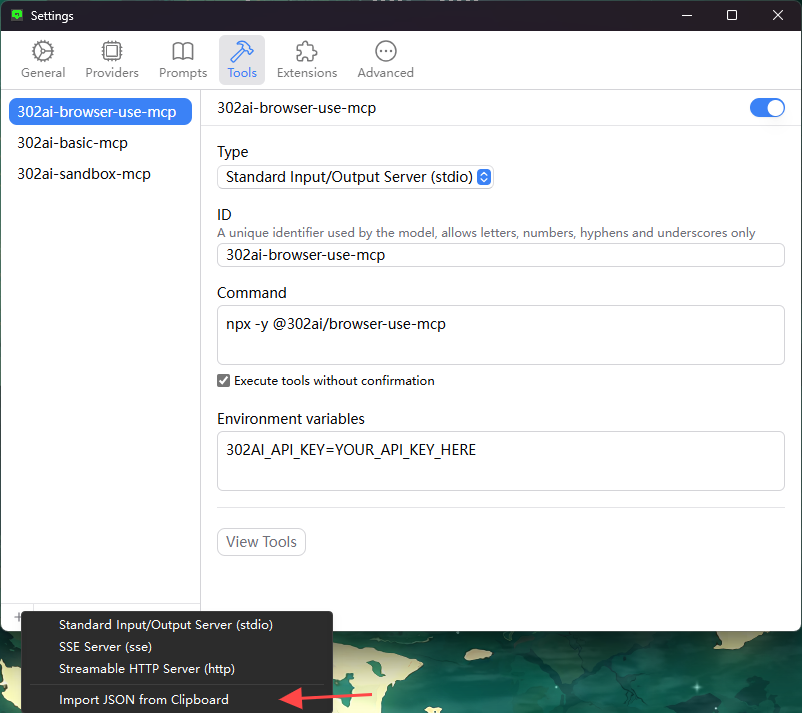 Settings
General
Providers
Prompts
Tools
Extensions
Advanced
302ai-browser-use-mcp
302ai-basic-mcp
302ai-sandbox-mcp
302ai-browser-use-mcp
Type
Standard Input/Output Server (stdio)
ID
A unique identifier used by the model, allows letters, numbers, hyphens and underscores only
302ai-browser-use-mcp
Command
npx -y @302ai/browser-use-mcp
Execute tools without confirmation
Environment variables
302AI_API_KEY=YOUR_API_KEY_HERE
View Tools
Standard Input/Output Server (stdio)
SSE Server (sse)
Streamable HTTP Server (http)
Import JSON from Clipboard